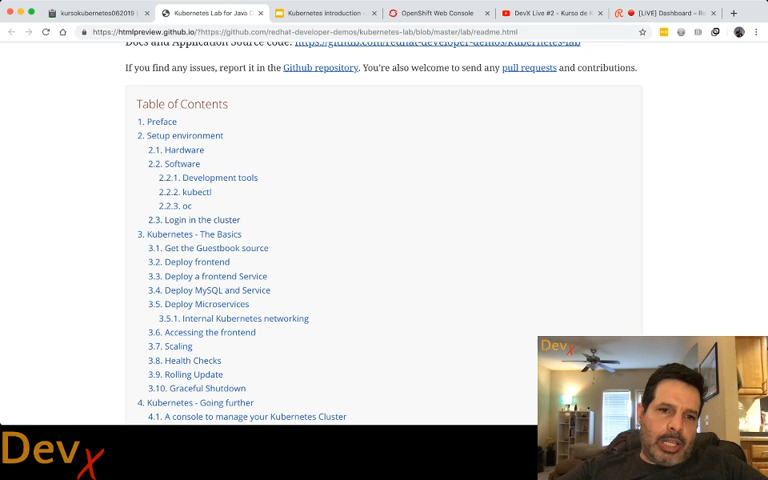 kursokubernetes062019 |
Kubernetes Lab for Java D
Kubernetes introduction -
OpenShift Web Console
DevX Live #2 - Kurso de K
[LIVE] Dashboard – Re
https://htmlpreview.github.io/?https://github.com/redhat-developer-demos/kubernetes-lab/blob/master/lab/readme.html
Docs and Application Source code: https://github.com/redhat-developer-demos/kubernetes-lab
If you find any issues, report it in the Github repository. You're also welcome to send any pull requests and contributions.
Table of Contents
1. Preface
2. Setup environment
2.1. Hardware
2.2. Software
2.2.1. Development tools
2.2.2. kubectl
2.2.3. oc
2.3. Login in the cluster
3. Kubernetes - The Basics
3.1. Get the Guestbook source
3.2. Deploy frontend
3.3. Deploy a frontend Service
3.4. Deploy MySQL and Service
3.5. Deploy Microservices
3.5.1. Internal Kubernetes networking
3.6. Accessing the frontend
3.7. Scaling
3.8. Health Checks
3.9. Rolling Update
3.10. Graceful Shutdown
4. Kubernetes - Going further
4.1. A console to manage your Kubernetes Cluster
DevX
DevX